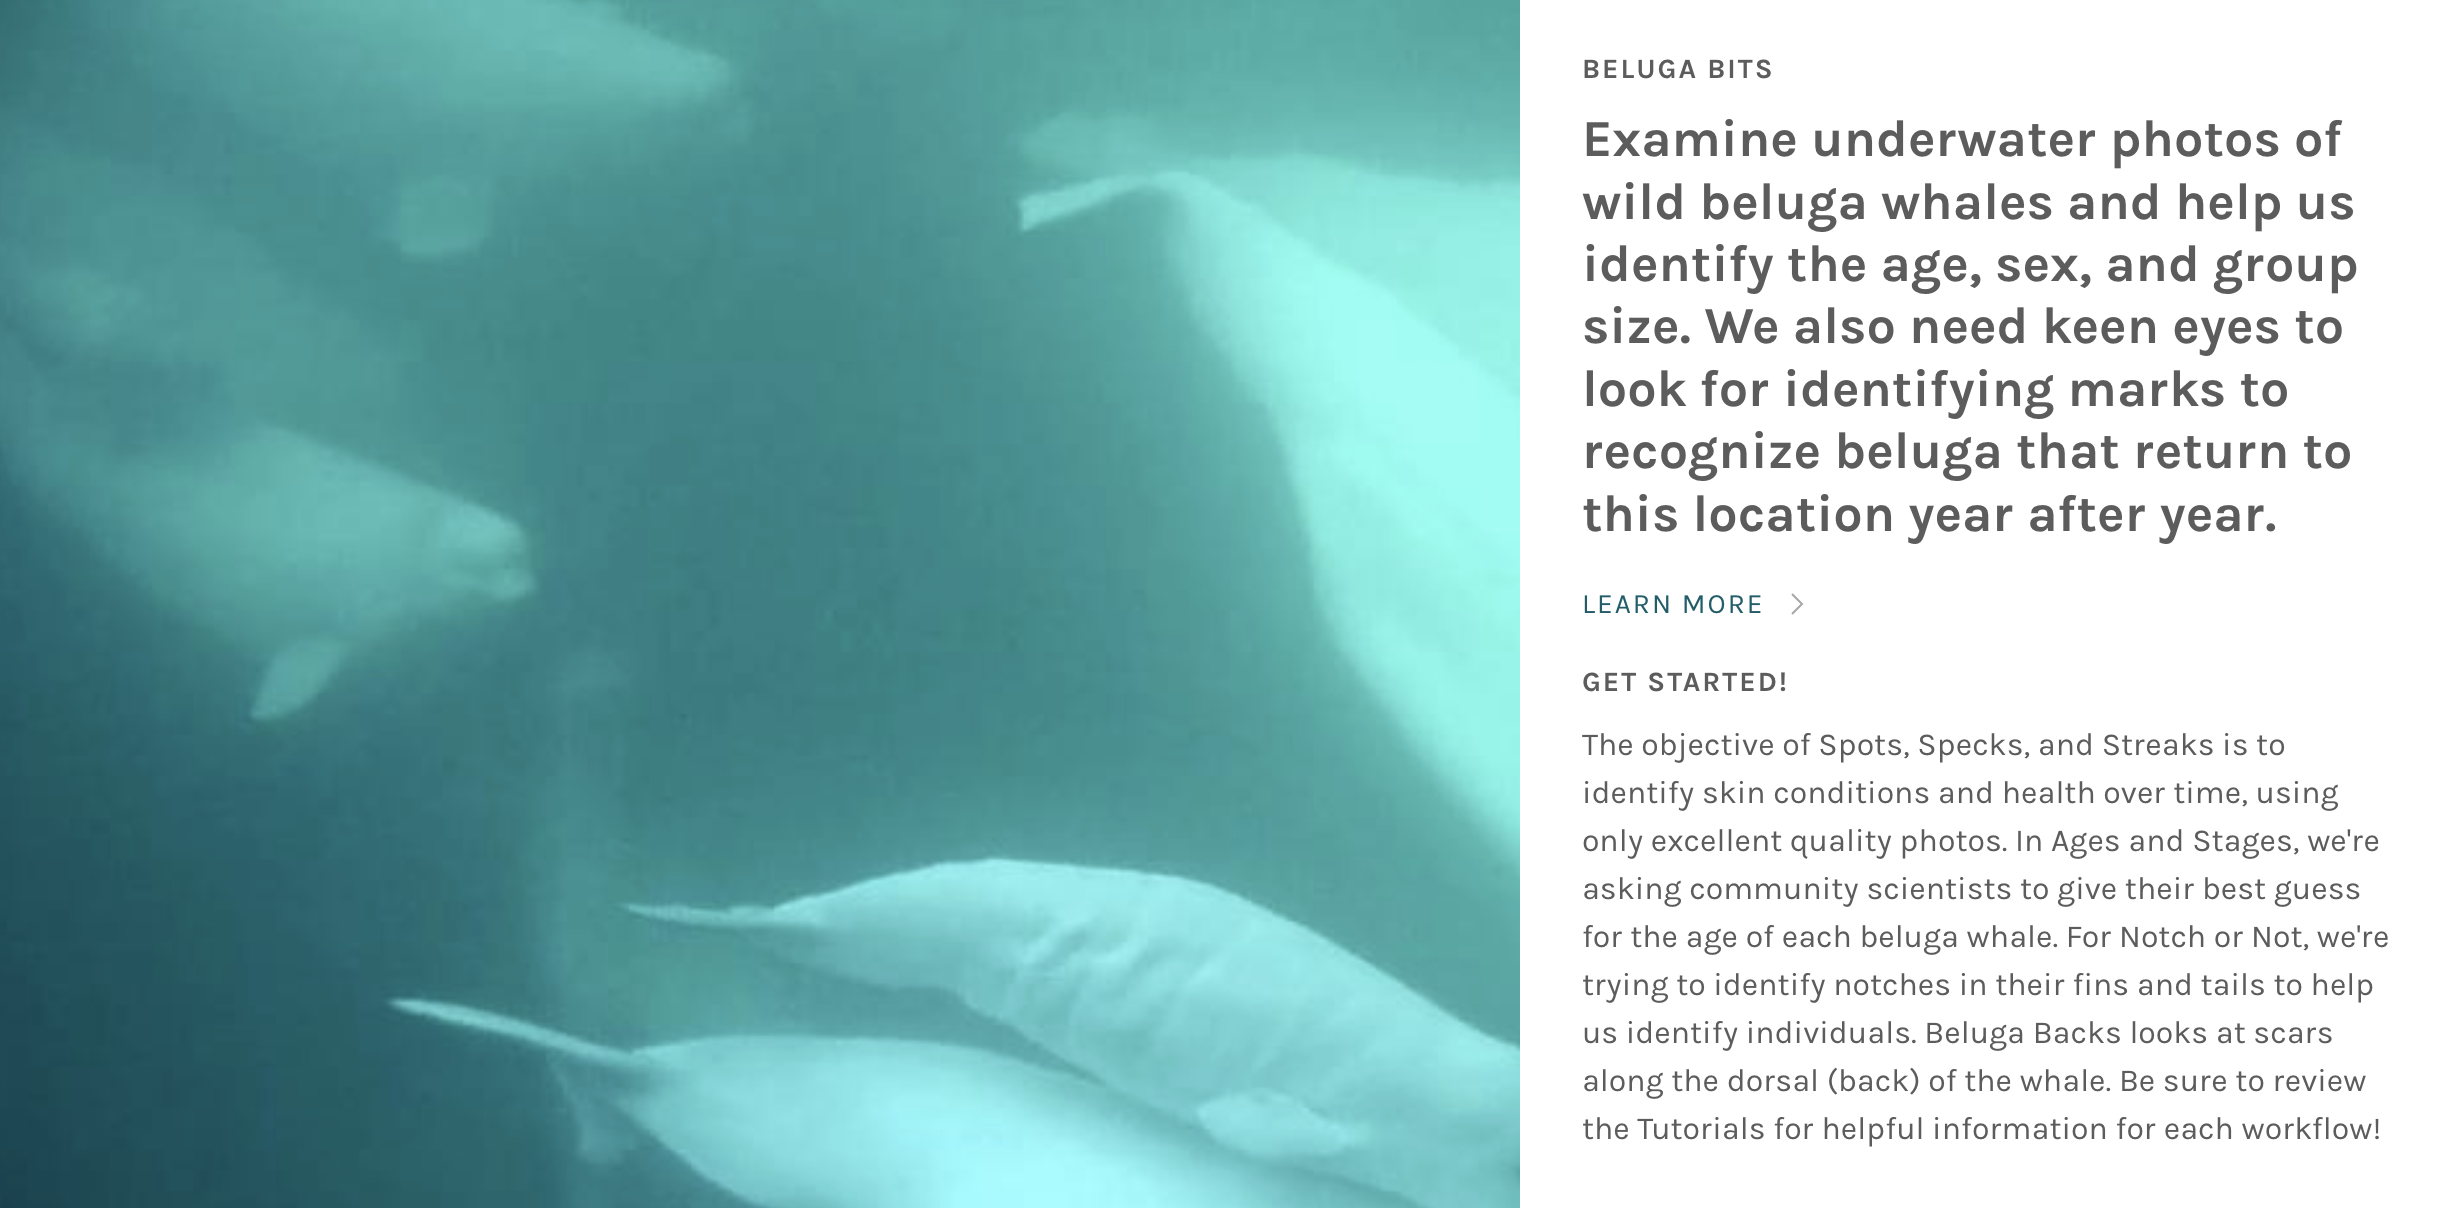 BELUGA BITS
Examine underwater photos of
wild beluga whales and help us
identify the age, sex, and group
size. We also need keen eyes to
look for identifying marks to
recognize beluga that return to
this location year after year.
LEARN MORE >
GET STARTED!
The objective of Spots, Specks, and Streaks is to
identify skin conditions and health over time, using
only excellent quality photos. In Ages and Stages, we're
asking community scientists to give their best guess
for the age of each beluga whale. For Notch or Not, we're
trying to identify notches in their fins and tails to help
us identify individuals. Beluga Backs looks at scars
along the dorsal (back) of the whale. Be sure to review
the Tutorials for helpful information for each workflow!